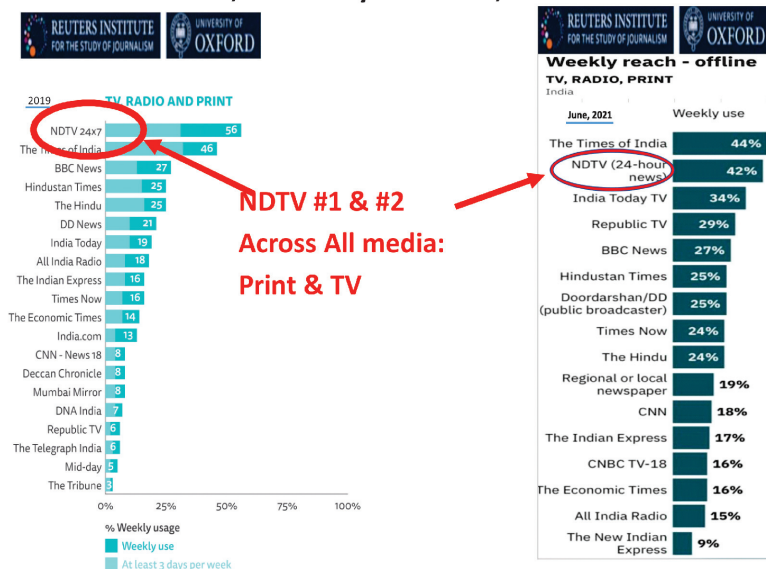 REUTERS INSTITUTE
FOR THE STUDY OF JOURNALISM
UNIVERSITY OF
OXFORD
2019
TV, RADIO AND PRINT
NDTV 24x7 56
The Times of India 46
BBC News 27
Hindustan Times 25
The Hindu 25
DD News 21
India Today 19
All India Radio 18
The Indian Express 16
Times Now 16
The Economic Times 14
India.com 13
CNN - News 18 8
Deccan Chronicle 8
Mumbai Mirror 8
DNA India 7
Republic TV 6
The Telegraph India 6
Mid-day 5
The Tribune 3
0% 25% 50% 75% 100%
% Weekly usage
Weekly use
At least 3 days per week
NDTV #1 & #2
Across All media:
Print & TV
REUTERS INSTITUTE
FOR THE STUDY OF JOURNALISM
UNIVERSITY OF
OXFORD
Weekly reach - offline
TV, RADIO, PRINT
India
June, 2021 Weekly use
The Times of India 44%
NDTV (24-hour
news) 42%
India Today TV 34%
Republic TV 29%
BBC News 27%
Hindustan Times 25%
Doordarshan/DD
(public broadcaster) 25%
Times Now 24%
The Hindu 24%
Regional or local
newspaper 19%
CNN 18%
The Indian Express 17%
CNBC TV-18 16%
The Economic Times 16%
All India Radio 15%
The New Indian
Express 9%